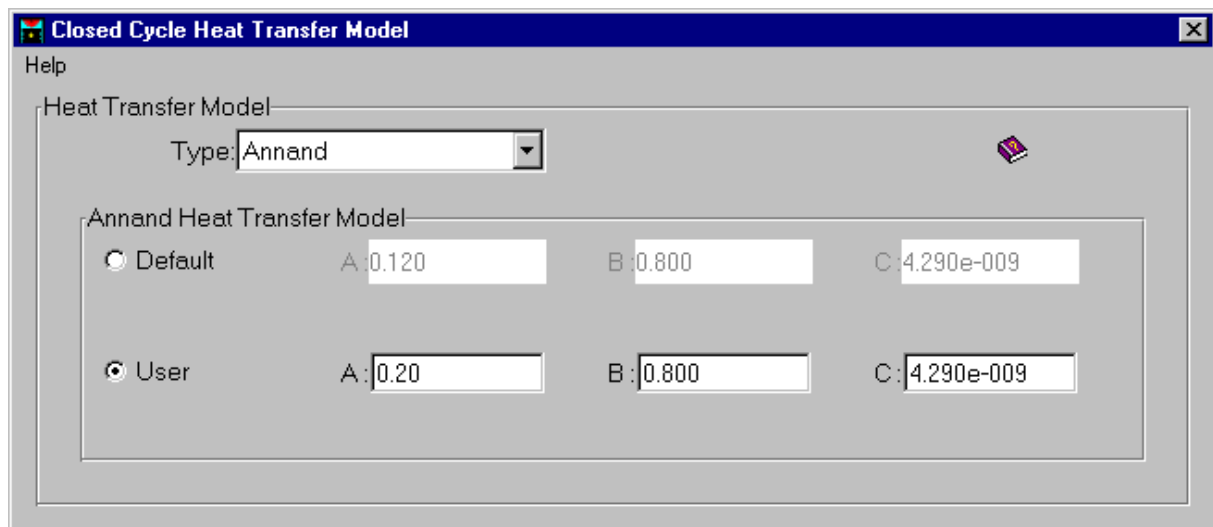 Closed Cycle Heat Transfer Model
Help
Heat Transfer Model
Type: Annand
Annand Heat Transfer Model
Default A : 0.120 B : 0.800 C : 4.290e-009
User A : 0.20 B : 0.800 C : 4.290e-009